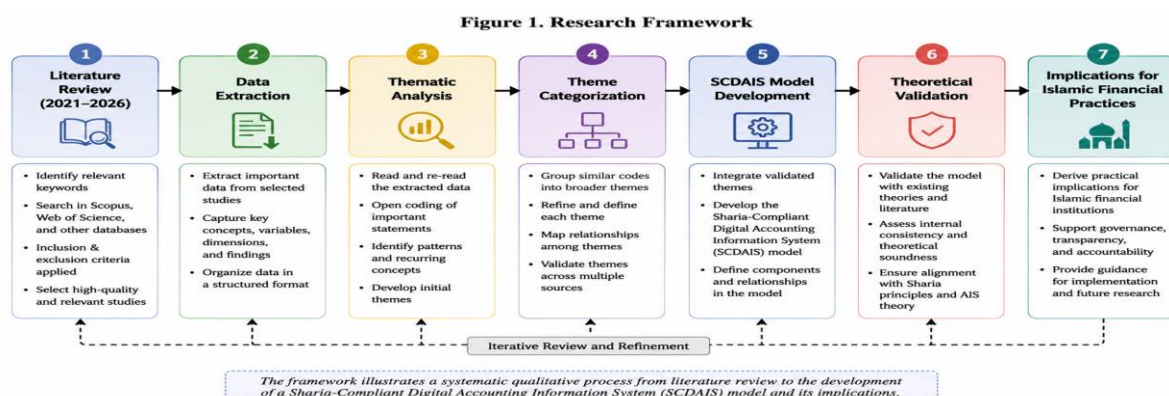 Figure 1. Research Framework
1
Literature
Review
(2021–2026)
• Identify relevant
keywords
• Search in Scopus,
Web of Science,
and other databases
• Inclusion &
exclusion criteria
applied
• Select high-quality
and relevant studies
2
Data
Extraction
• Extract important
data from selected
studies
• Capture key
concepts, variables,
dimensions,
and findings
• Organize data in
a structured format
3
Thematic
Analysis
• Read and re-read
the extracted data
• Open coding of
important
statements
• Identify patterns
and recurring
concepts
• Develop initial
themes
4
Theme
Categorization
• Group similar codes
into broader themes
• Refine and define
each theme
• Map relationships
among themes
• Validate themes
across multiple
sources
5
SCDAIS Model
Development
• Integrate validated
themes
• Develop the
Sharia-Compliant
Digital Accounting
Information System
(SCDAIS) model
• Define components
and relationships
in the model
6
Theoretical
Validation
• Validate the model
with existing
theories and
literature
• Assess internal
consistency and
theoretical
soundness
• Ensure alignment
with Sharia
principles and AIS
theory
7
Implications for
Islamic Financial
Practices
• Derive practical
implications for
Islamic financial
institutions
• Support governance,
transparency,
and accountability
• Provide guidance
for implementation
and future research
Iterative Review and Refinement
The framework illustrates a systematic qualitative process from literature review to the development
of a Sharia-Compliant Digital Accounting Information System (SCDAIS) model and its implications.